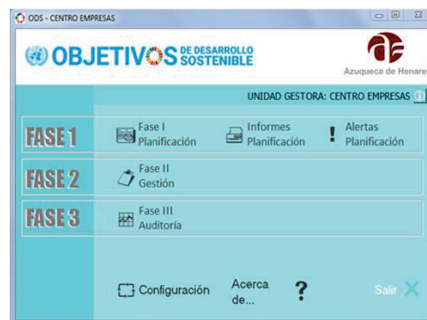 ODS - CENTRO EMPRESAS
OBJETIVOS DE DESARROLLO
SOSTENIBLE
Azuqueca de Henare
UNIDAD GESTORA: CENTRO EMPRESAS
FASE 1
Fase I
Planificación
Informes
Planificación
Alertas
Planificación
FASE 2
Fase II
Gestión
FASE 3
Fase III
Auditoría
Configuración
Acerca
de...
?
Salir